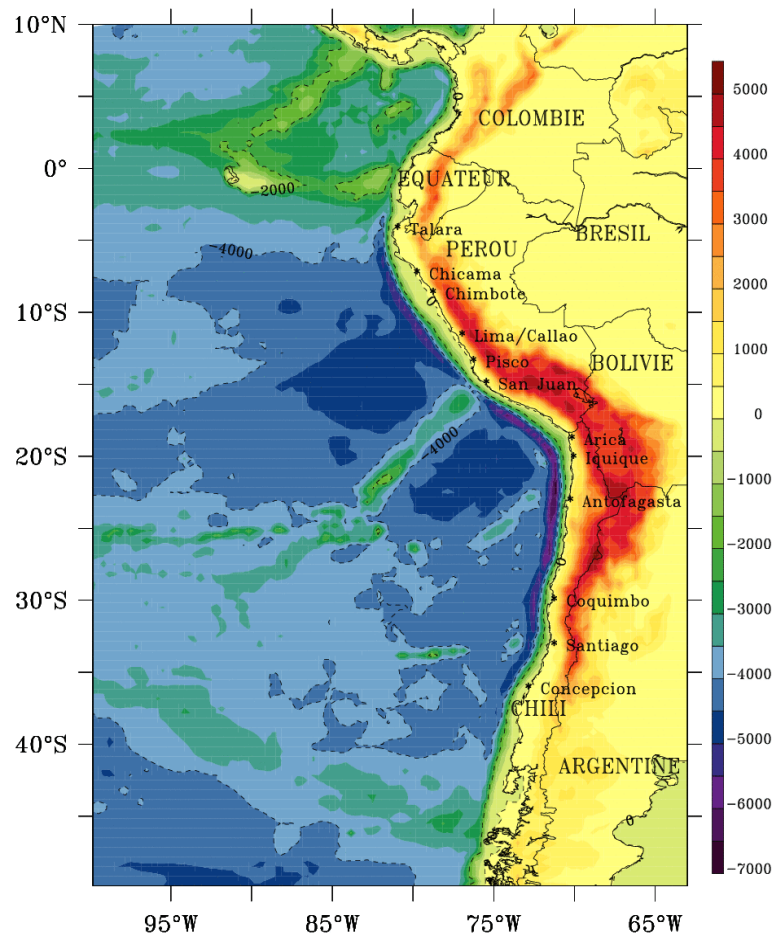 10°N
5000
COLOMBIE
4000
0
0°
EQUATEUR
-2000
3000
Talara
BRESIL
PEROU
-4000
2000
Chicama
Chimbote
10°S
0
Lima/Callao
1000
Pisco
BOLIVIE
San Juan
0
-4000
Arica
20°S
Iquique
-1000
Antofagasta
-2000
0
30°S
Coquimbo
-3000
Santiago
-4000
Concepcion
CHILI
40°S
-5000
ARGENTINE
-6000
0
-7000
95°W
85°W
75°W
65°W